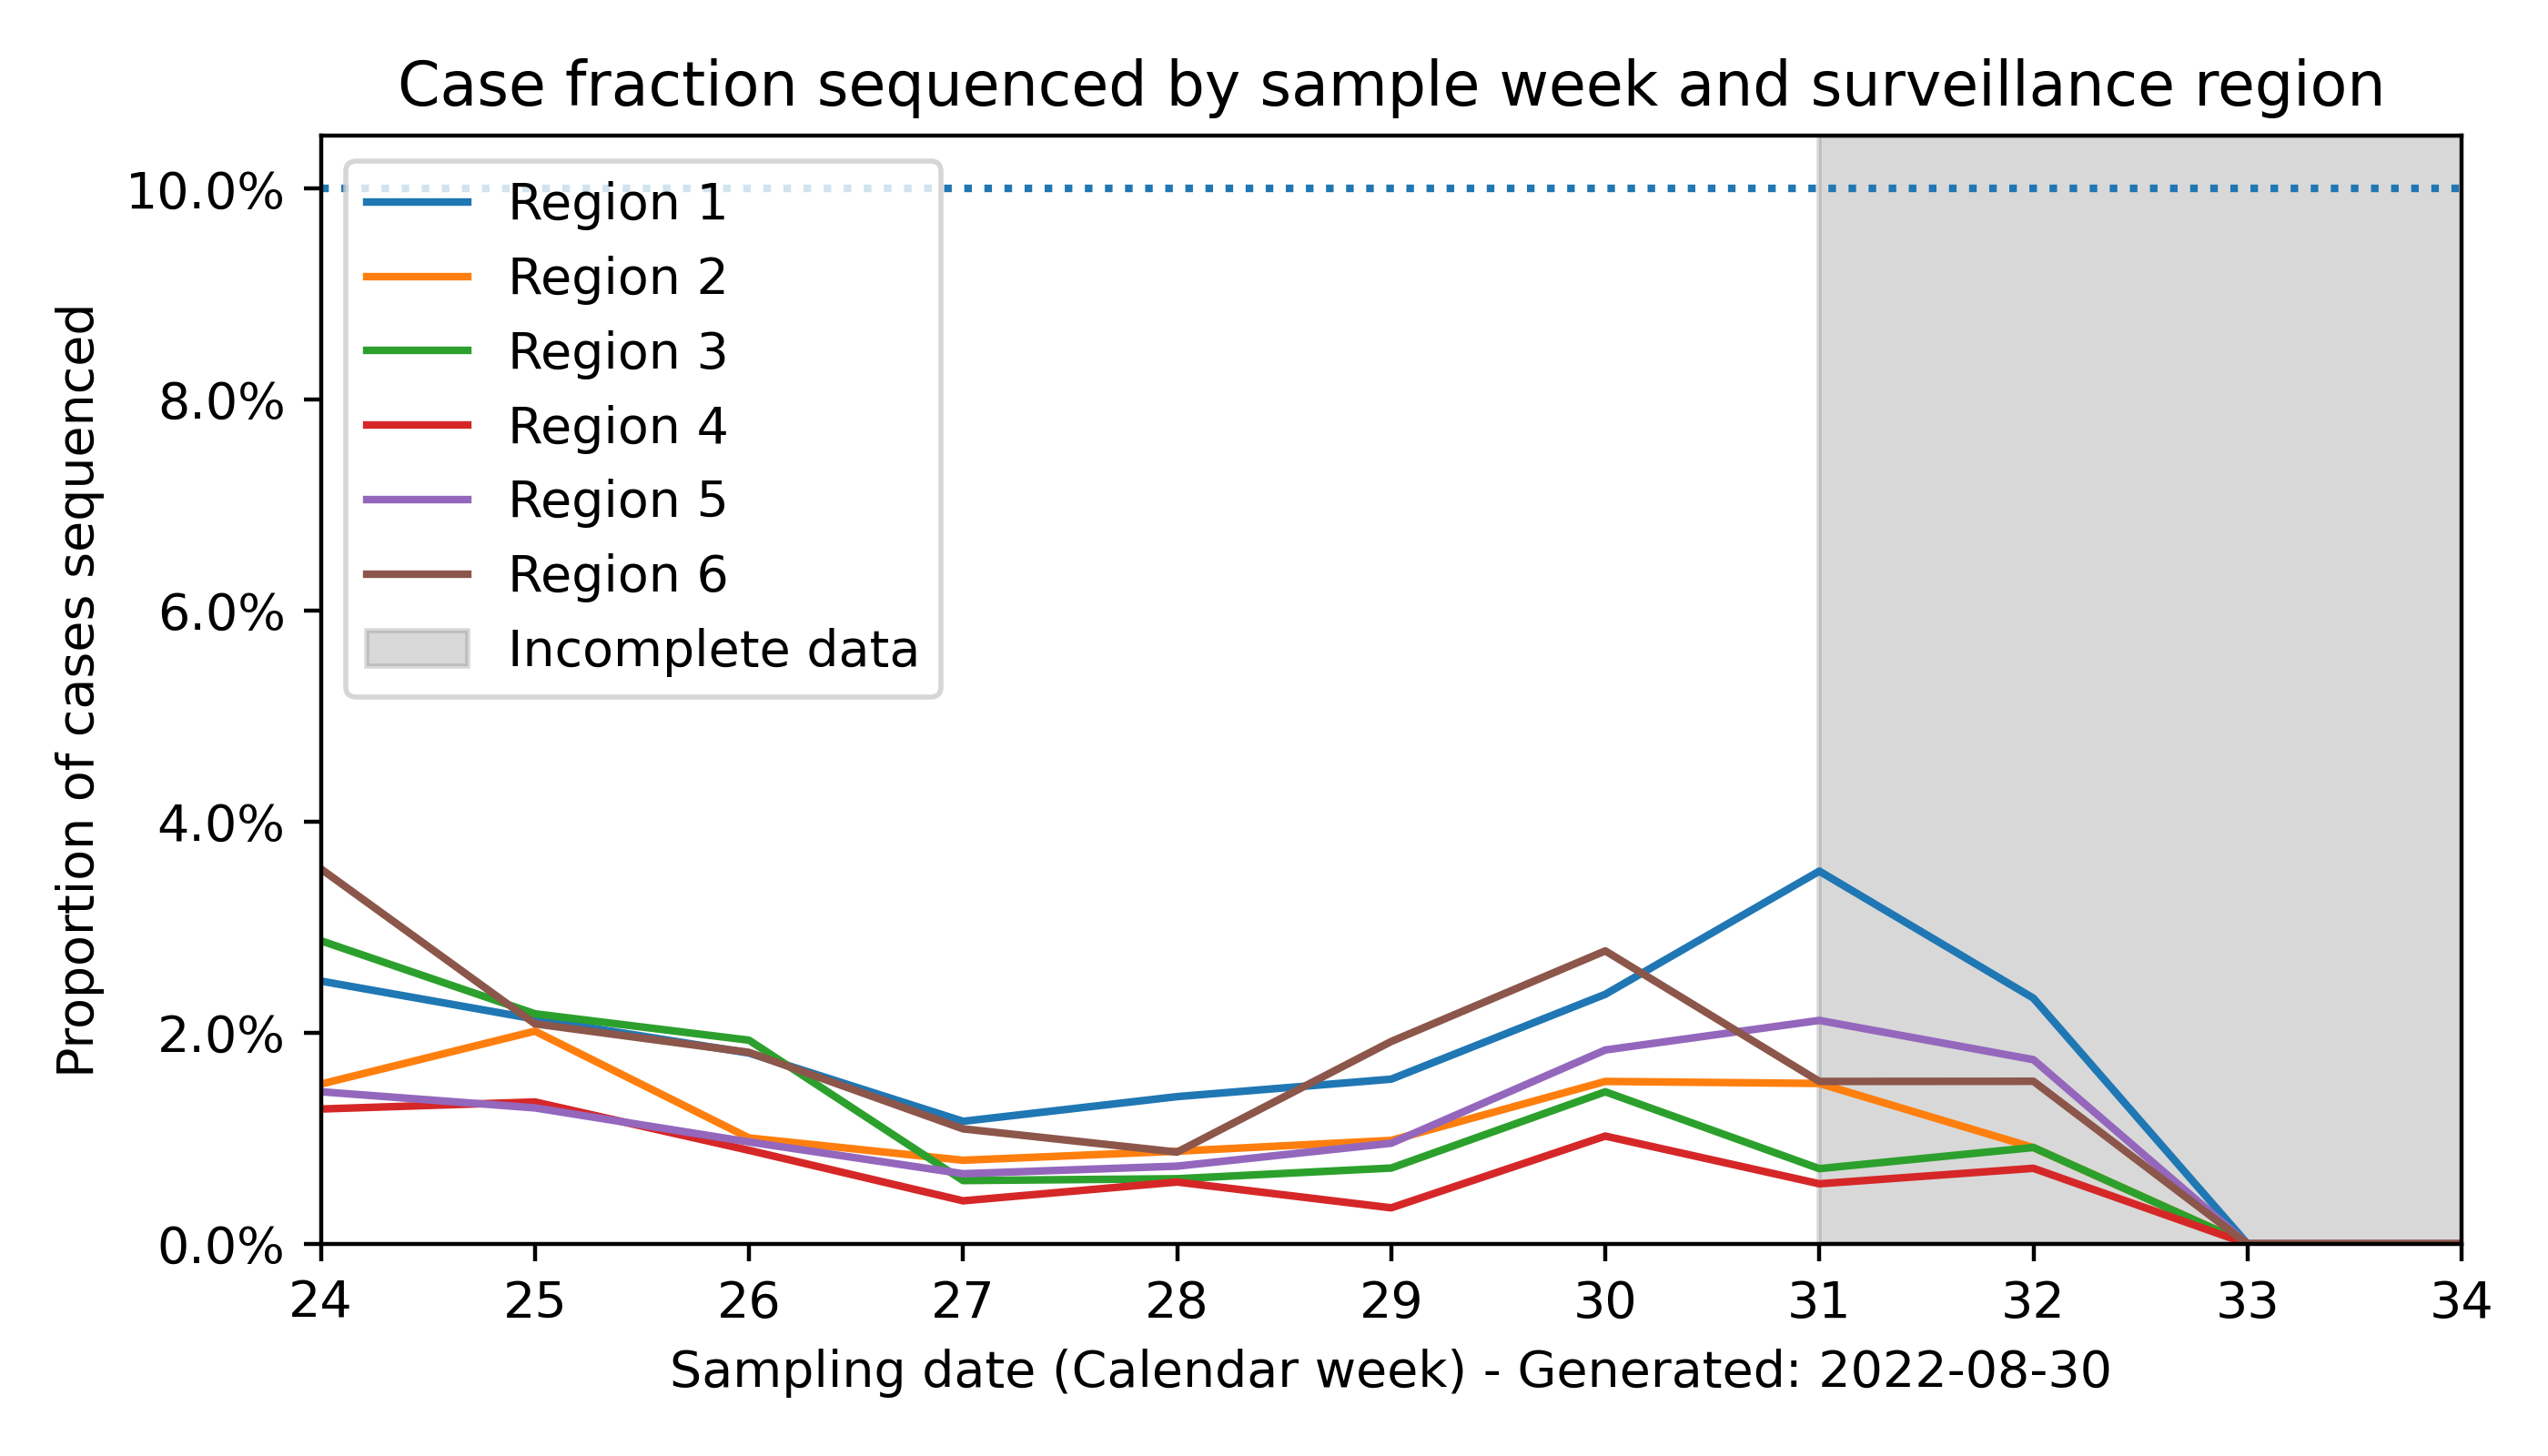 Case fraction sequenced by sample week and surveillance region
Proportion of cases sequenced
10.0%
8.0%
6.0%
4.0%
2.0%
0.0%
Region 1
Region 2
Region 3
Region 4
Region 5
Region 6
Incomplete data
24 25 26 27 28 29 30 31 32 33 34
Sampling date (Calendar week) - Generated: 2022-08-30